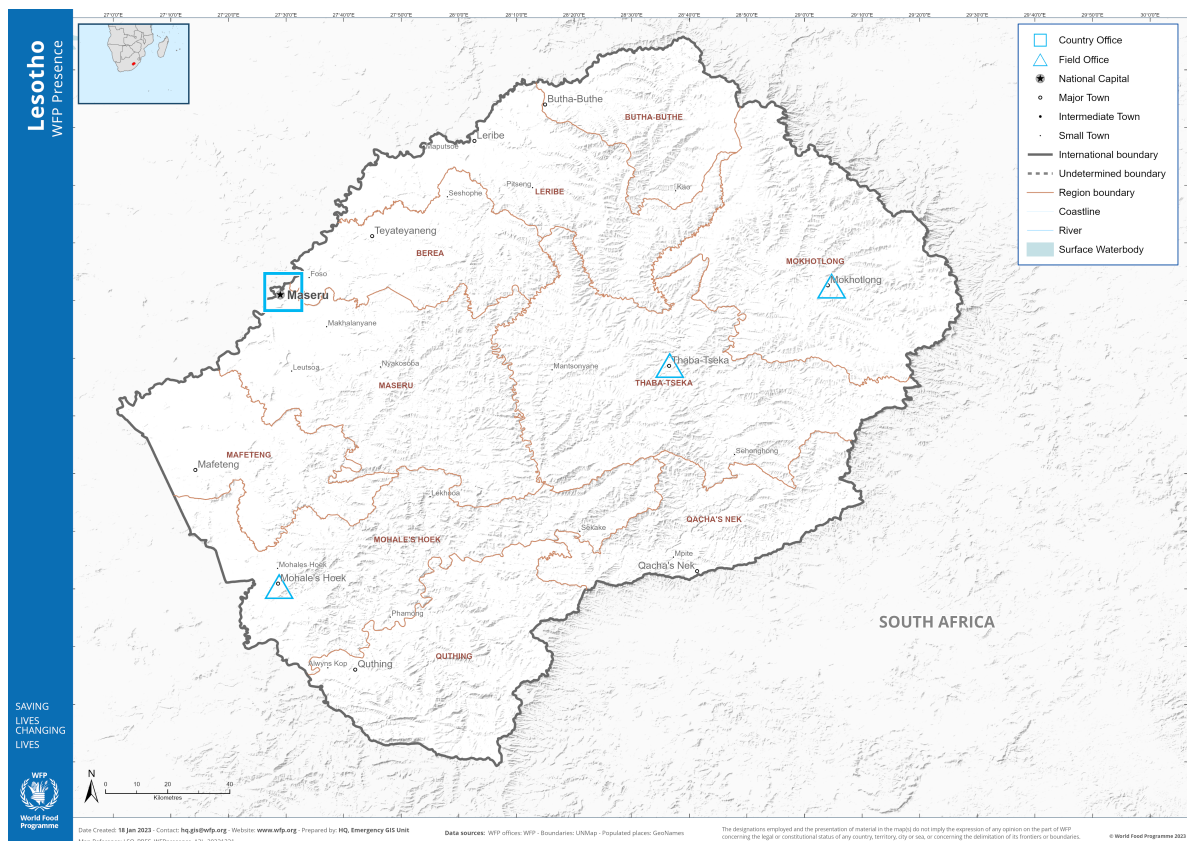 Lesotho
WFP Presence
27°0'0"E
27°10'0"E
27°20'0"E
27°30'0"E
27°40'0"E
27°50'0"E
28°0'0"E
28°10'0"E
28°20'0"E
28°30'0"E
28°40'0"E
28°50'0"E
29°0'0"E
29°10'0"E
29°20'0"E
29°30'0"E
29°40'0"E
29°50'0"E
30°0'0"E
Country Office
Field Office
National Capital
Major Town
Intermediate Town
Small Town
International boundary
Undetermined boundary
Region boundary
Coastline
River
Surface Waterbody
Butha-Buthe
BUTHA-BUTHE
Leribe
Maputsoe
Pitseng
LERIBE
Kao
Seshophe
Teyateyaneng
BEREA
MOKHOTLONG
Mokhotlong
Foso
Maseru
Makhalanyane
Leutsoa
Nyakosoba
MASERU
Mantsonyane
Thaba-Tseka
THABA-TSEKA
MAFETENG
Mafeteng
Sehonghong
Lekhooa
QACHA'S NEK
Sekake
MOHALE'S HOEK
Mpite
Qacha's Nek
Mohales Hoek
Mohale's Hoek
Phamong
SOUTH AFRICA
QUTHING
Alwyns Kop
Quthing
SAVING
LIVES
CHANGING
LIVES
WFP
World Food
Programme
N
0 10 20 40
Kilometres
Date Created: 18 Jan 2023 - Contact: hq.gis@wfp.org - Website: www.wfp.org - Prepared by: HQ, Emergency GIS Unit
Data sources: WFP offices: WFP - Boundaries: UNMap - Populated places: GeoNames
The designations employed and the presentation of material in the map(s) do not imply the expression of any opinion on the part of WFP
concerning the legal or constitutional status of any country, territory, city or sea, or concerning the delimitation of its frontiers or boundaries.
© World Food Programme 2023